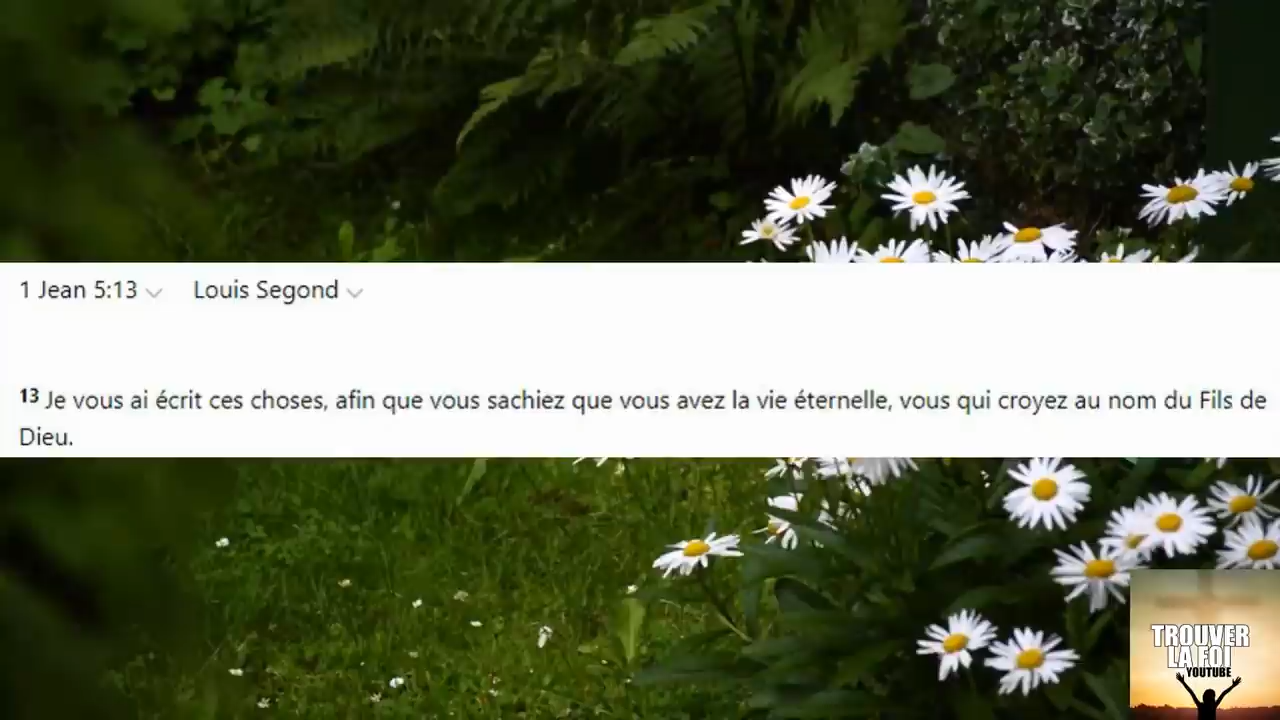 1 Jean 5:13 Louis Segond
13 Je vous ai écrit ces choses, afin que vous sachiez que vous avez la vie éternelle, vous qui croyez au nom du Fils de
Dieu.
TROUVER
LA FOI
YOUTUBE